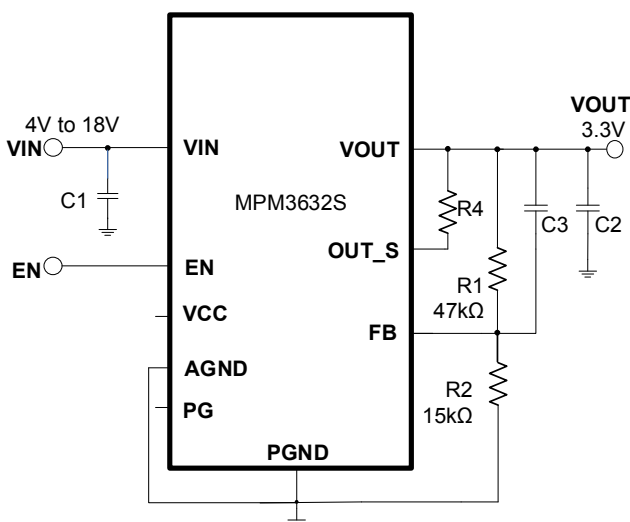 4V to 18V
VIN
VIN
C1
MPM3632S
VOUT
VOUT
3.3V
R4
C3
C2
OUT_S
EN
EN
R1
47kΩ
VCC
FB
AGND
R2
15kΩ
PG
PGND